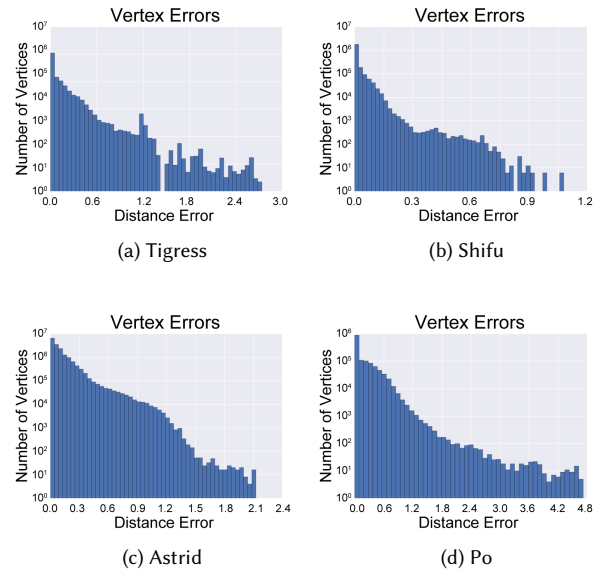 Vertex Errors
Number of Vertices
10^7
10^6
10^5
10^4
10^3
10^2
10^1
10^0
0.0 0.6 1.2 1.8 2.4 3.0
Distance Error
(a) Tigress
Vertex Errors
Number of Vertices
10^7
10^6
10^5
10^4
10^3
10^2
10^1
10^0
0.0 0.3 0.6 0.9 1.2
Distance Error
(b) Shifu
Vertex Errors
Number of Vertices
10^7
10^6
10^5
10^4
10^3
10^2
10^1
10^0
0.0 0.3 0.6 0.9 1.2 1.5 1.8 2.1 2.4
Distance Error
(c) Astrid
Vertex Errors
Number of Vertices
10^6
10^5
10^4
10^3
10^2
10^1
10^0
0.0 0.6 1.2 1.8 2.4 3.0 3.6 4.2 4.8
Distance Error
(d) Po